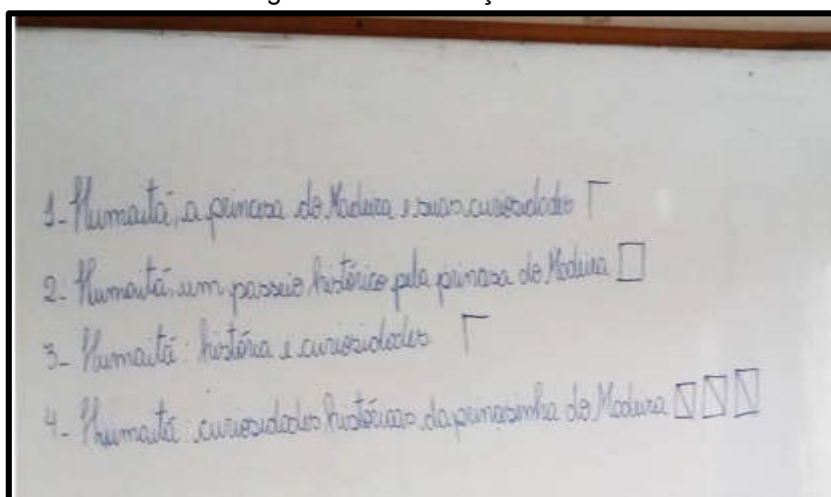 1- Humaitá, a princesa do Madeira e suas curiosidades
2- Humaitá, um passeio histórico pela princesa do Madeira
3- Humaitá: história e curiosidades
4- Humaitá: curiosidades históricas da princesinha do Madeira